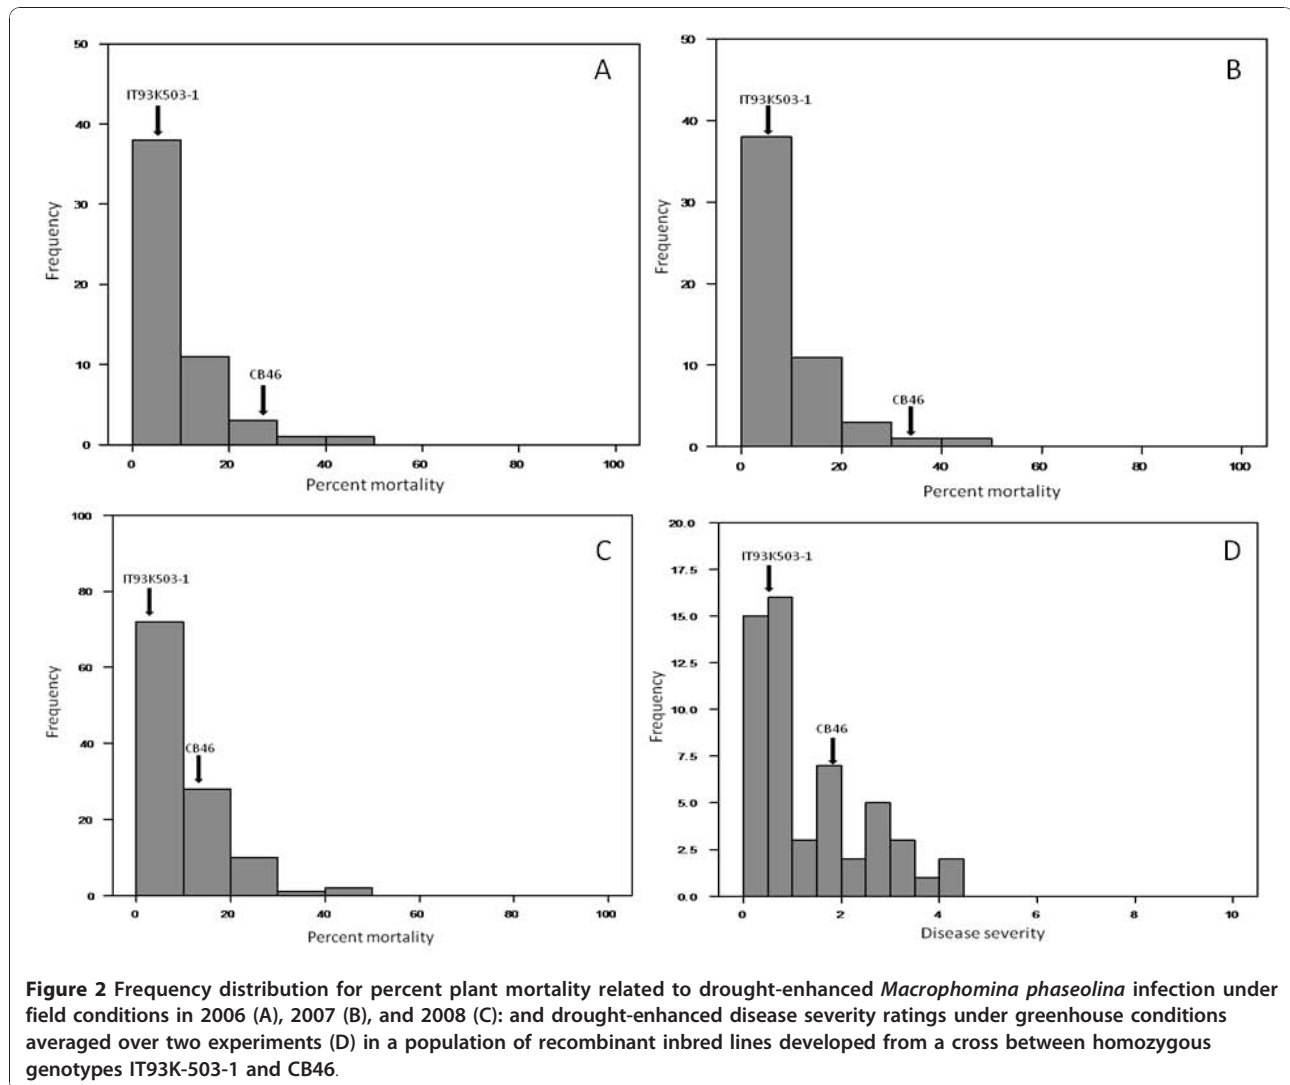 50
40
30
20
10
0
Frequency
A
IT93K503-1
CB46
0 20 40 60 80 100
Percent mortality
50
40
30
20
10
0
Frequency
B
IT93K503-1
CB46
0 20 40 60 80 100
Percent mortality
100
80
60
40
20
0
Frequency
C
IT93K503-1
CB46
0 20 40 60 80 100
Percent mortality
20.0
17.5
15.0
12.5
10.0
7.5
5.0
2.5
0.0
Frequency
D
IT93K503-1
CB46
0 2 4 6 8 10
Disease severity
Figure 2 Frequency distribution for percent plant mortality related to drought-enhanced Macrophomina phaseolina infection under
field conditions in 2006 (A), 2007 (B), and 2008 (C): and drought-enhanced disease severity ratings under greenhouse conditions
averaged over two experiments (D) in a population of recombinant inbred lines developed from a cross between homozygous
genotypes IT93K-503-1 and CB46.